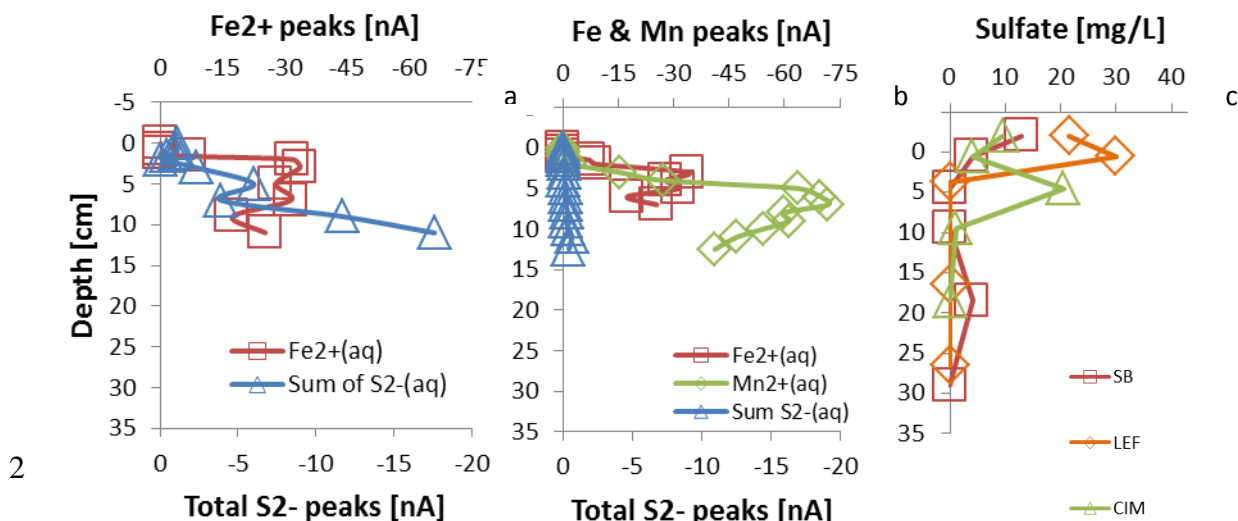 Fe2+ peaks [nA]
0 -15 -30 -45 -60 -75
-5
0
5
10
15
20
25
30
35
Depth [cm]
Fe2+(aq)
Sum of S2-(aq)
0 -5 -10 -15 -20
Total S2- peaks [nA]
a
Fe & Mn peaks [nA]
0 -15 -30 -45 -60 -75
0
5
10
15
20
25
30
35
Fe2+(aq)
Mn2+(aq)
Sum S2-(aq)
0 -5 -10 -15 -20
Total S2- peaks [nA]
b
Sulfate [mg/L]
0 10 20 30 40
0
5
10
15
20
25
30
35
SB
LEF
CIM
c
2